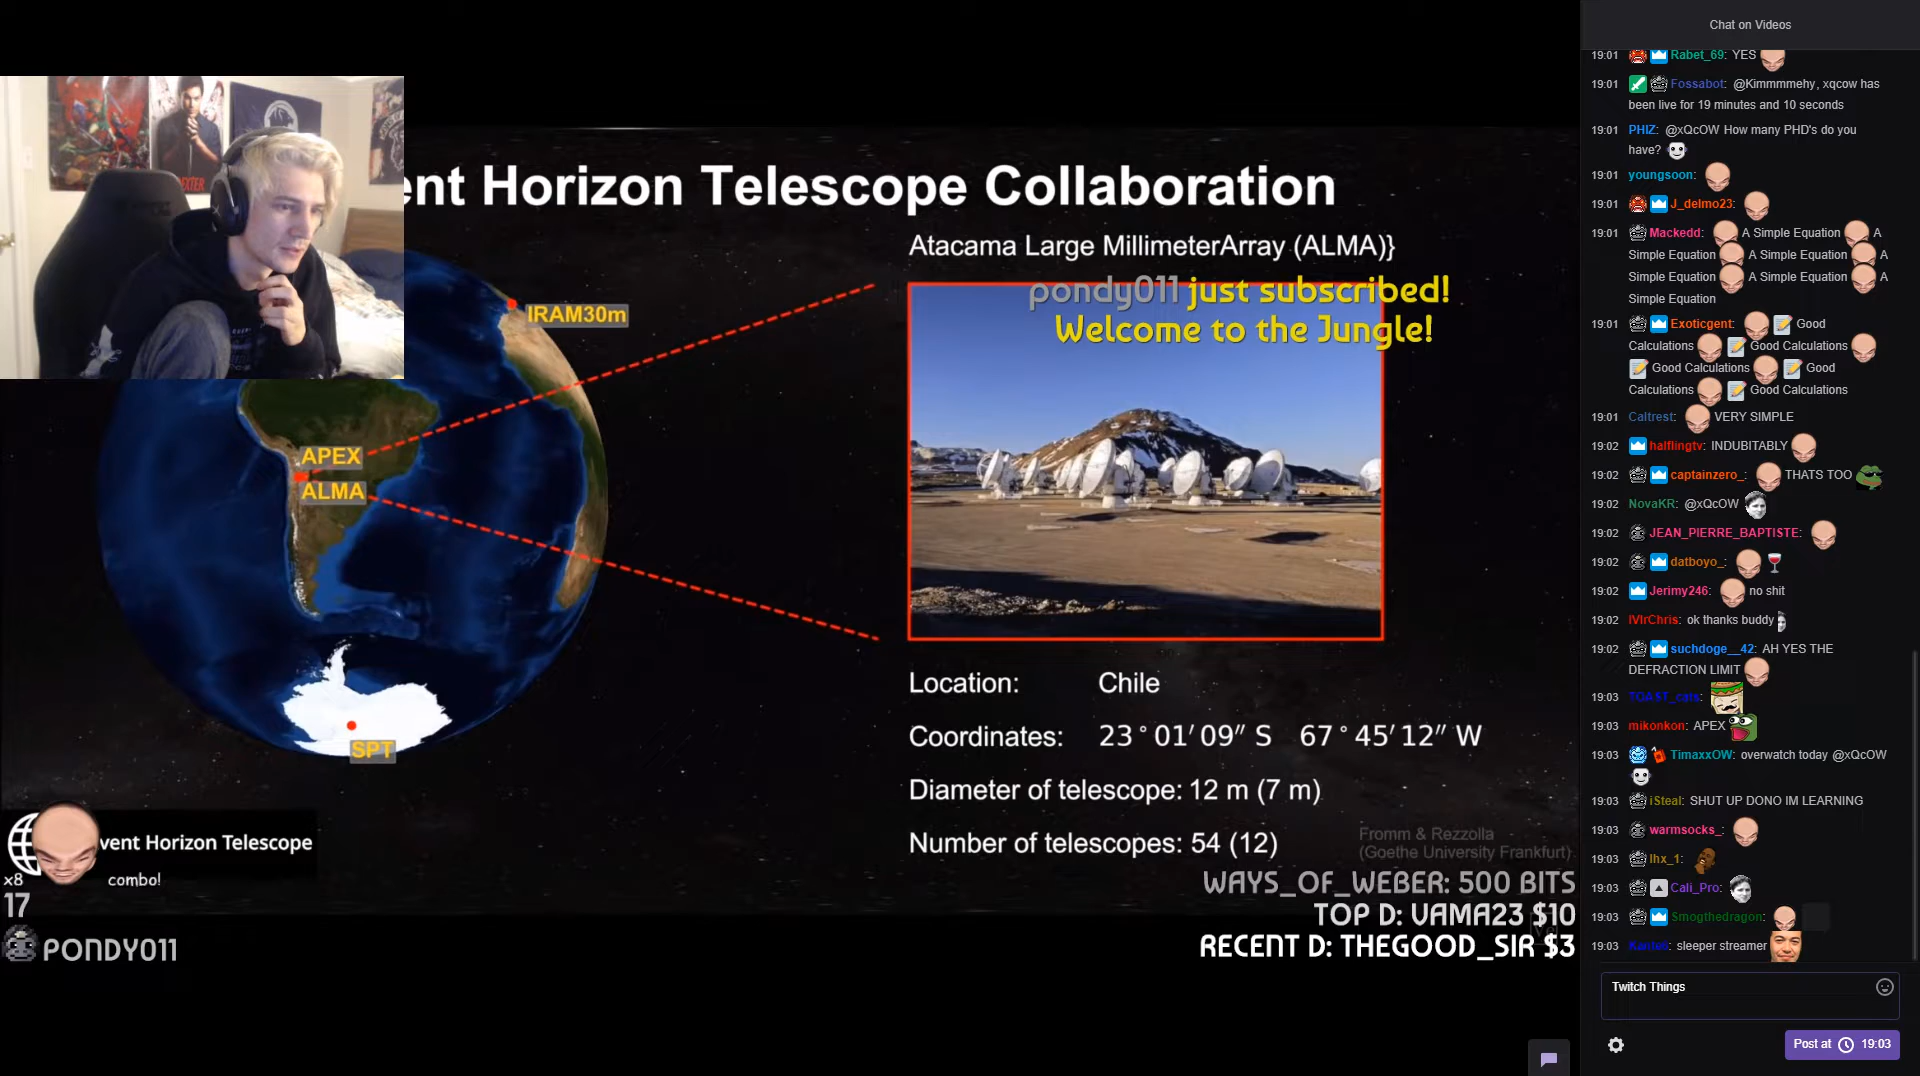 DEXTER
ent Horizon Telescope Collaboration
Atacama Large MillimeterArray (ALMA)}
pondy011 just subscribed!
Welcome to the Jungle!
IRAM30m
APEX
ALMA
SPT
Location: Chile
Coordinates: 23°01′09″ S 67°45′12″ W
Diameter of telescope: 12 m (7 m)
Number of telescopes: 54 (12)
Fromm & Rezzolla
(Goethe University Frankfurt)
vent Horizon Telescope
x8 combo!
17
PONDY011
WAYS_OF_WEBER: 500 BITS
TOP D: VAMA23 $10
RECENT D: THEGOOD_SIR $3
Chat on Videos
19:01 Rabet_69: YES
19:01 Fossabot: @Kimmmmehy, xqcow has
been live for 19 minutes and 10 seconds
19:01 PHIZ: @xQcOW How many PHD's do you
have?
19:01 youngsoon:
19:01 J_delmo23:
19:01 Mackedd: A Simple Equation A
Simple Equation A Simple Equation A
Simple Equation A Simple Equation A
Simple Equation
19:01 Exoticgent: Good
Calculations Good Calculations
Good Calculations Good
Calculations Good Calculations
19:01 Caltrest: VERY SIMPLE
19:02 halflingtv: INDUBITABLY
19:02 captainzero_: THATS TOO
19:02 NovaKR: @xQcOW
19:02 JEAN_PIERRE_BAPTISTE:
19:02 datboyo_:
19:02 Jerimy246: no shit
19:02 IVIrChris: ok thanks buddy
19:02 suchdoge__42: AH YES THE
DEFRACTION LIMIT
19:03 TOAST_cats:
19:03 mikonkon: APEX
19:03 TimaxxOW: overwatch today @xQcOW
19:03 iSteal: SHUT UP DONO IM LEARNING
19:03 warmsocks_:
19:03 lhx_1:
19:03 Cali_Pro:
19:03 Smogthedragon:
19:03 sleeper streamer
Twitch Things
Post at 19:03